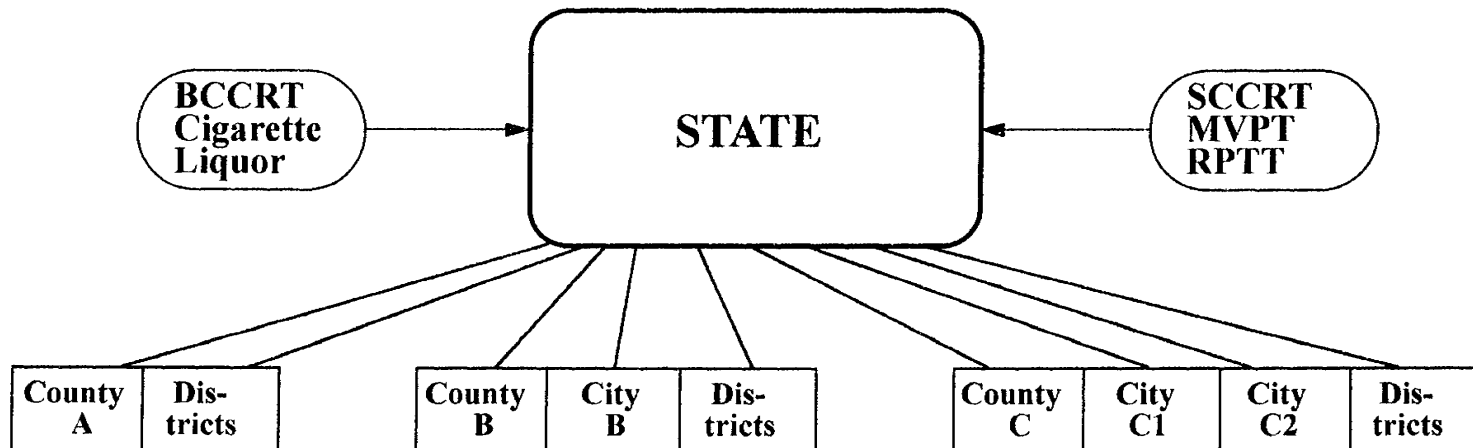 BCCRT
Cigarette
Liquor
STATE
SCCRT
MVPT
RPTT
County
A
Dis-
tricts
County
B
City
B
Dis-
tricts
County
C
City
C1
City
C2
Dis-
tricts